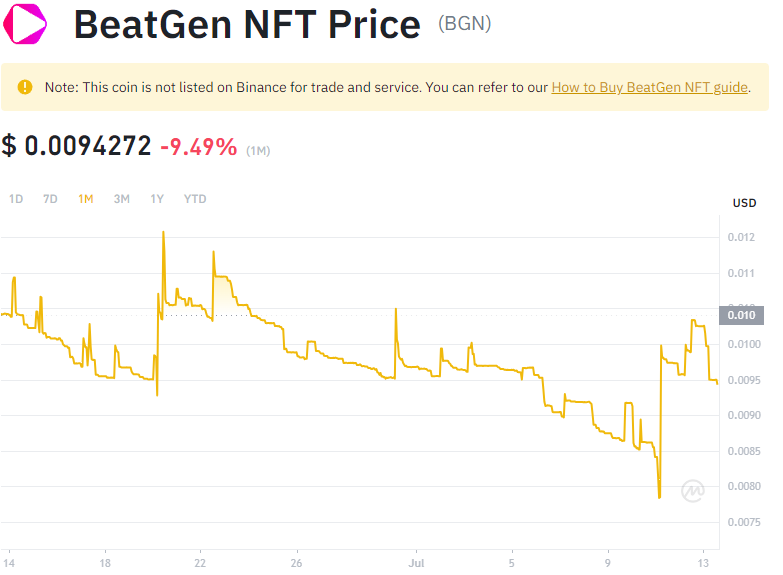 BeatGen NFT Price (BGN)
Note: This coin is not listed on Binance for trade and service. You can refer to our How to Buy BeatGen NFT guide.
$ 0.0094272 -9.49% (1M)
1D 7D 1M 3M 1Y YTD
USD
0.012
0.011
0.010
0.010
0.0100
0.0095
0.0090
0.0085
0.0080
0.0075
14 18 22 26 Jul 5 9 13